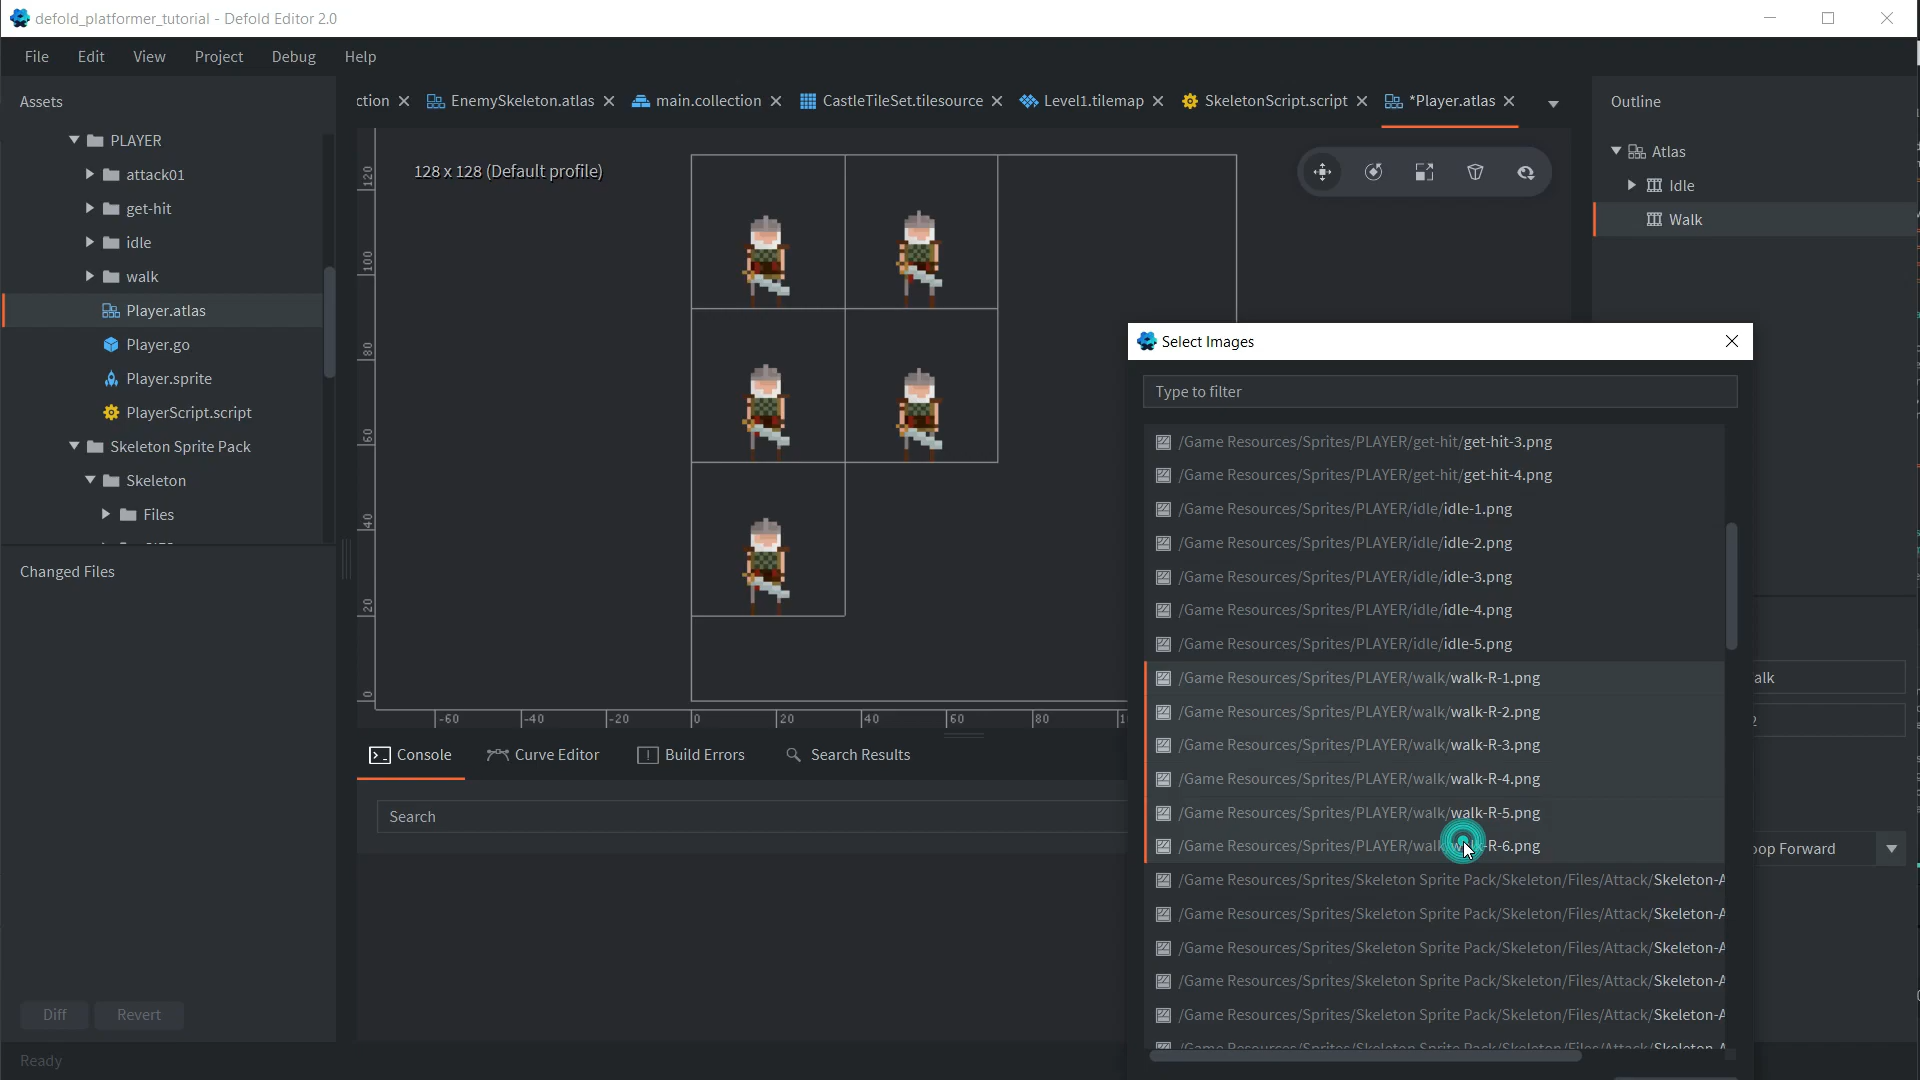 defold_platformer_tutorial - Defold Editor 2.0
File Edit View Project Debug Help
Assets
PLAYER
attack01
get-hit
idle
walk
Player.atlas
Player.go
Player.sprite
PlayerScript.script
Skeleton Sprite Pack
Skeleton
Files
Changed Files
Diff Revert
Ready
ction EnemySkeleton.atlas main.collection CastleTileSet.tilesource Level1.tilemap SkeletonScript.script *Player.atlas
128 x 128 (Default profile)
120
100
80
60
40
20
0
-60 -40 -20 0 20 40 60 80
Console Curve Editor Build Errors Search Results
Search
Outline
Atlas
Idle
Walk
Select Images
Type to filter
/Game Resources/Sprites/PLAYER/get-hit/get-hit-3.png
/Game Resources/Sprites/PLAYER/get-hit/get-hit-4.png
/Game Resources/Sprites/PLAYER/idle/idle-1.png
/Game Resources/Sprites/PLAYER/idle/idle-2.png
/Game Resources/Sprites/PLAYER/idle/idle-3.png
/Game Resources/Sprites/PLAYER/idle/idle-4.png
/Game Resources/Sprites/PLAYER/idle/idle-5.png
/Game Resources/Sprites/PLAYER/walk/walk-R-1.png
/Game Resources/Sprites/PLAYER/walk/walk-R-2.png
/Game Resources/Sprites/PLAYER/walk/walk-R-3.png
/Game Resources/Sprites/PLAYER/walk/walk-R-4.png
/Game Resources/Sprites/PLAYER/walk/walk-R-5.png
/Game Resources/Sprites/PLAYER/walk/walk-R-6.png
/Game Resources/Sprites/Skeleton Sprite Pack/Skeleton/Files/Attack/Skeleton-A
/Game Resources/Sprites/Skeleton Sprite Pack/Skeleton/Files/Attack/Skeleton-A
/Game Resources/Sprites/Skeleton Sprite Pack/Skeleton/Files/Attack/Skeleton-A
/Game Resources/Sprites/Skeleton Sprite Pack/Skeleton/Files/Attack/Skeleton-A
/Game Resources/Sprites/Skeleton Sprite Pack/Skeleton/Files/Attack/Skeleton-A
alk
2
oop Forward